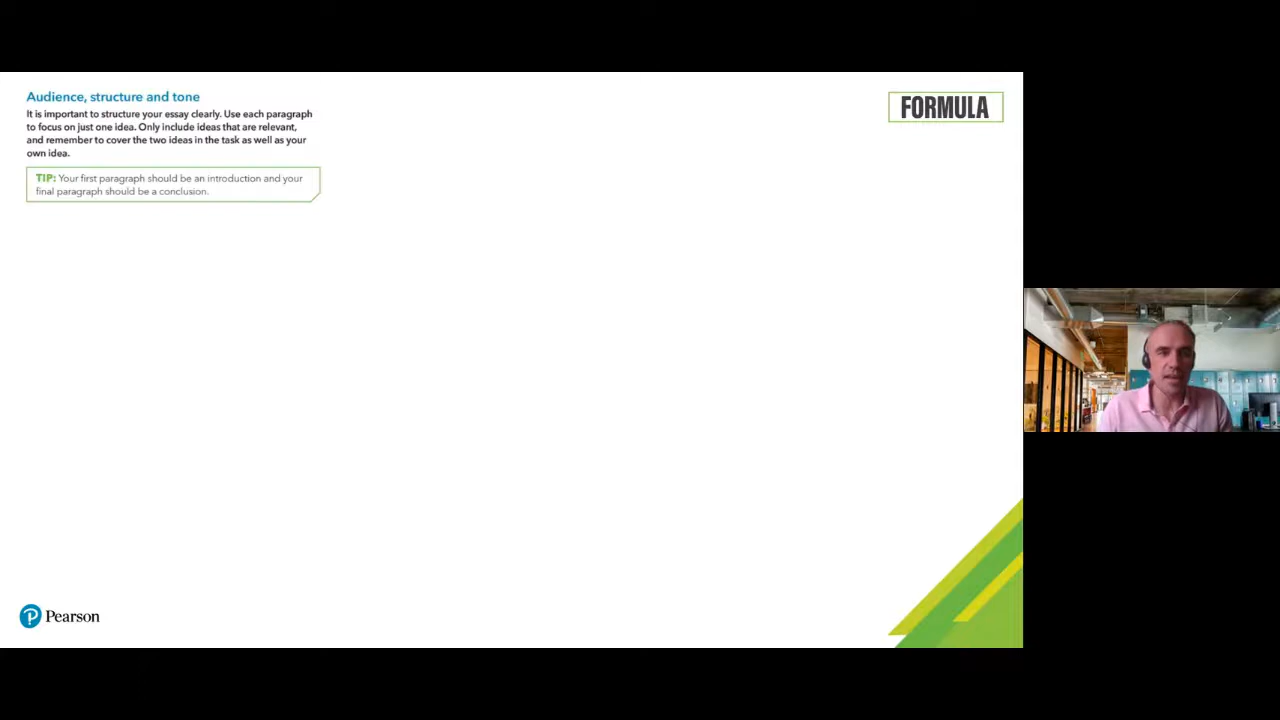 Audience, structure and tone
It is important to structure your essay clearly. Use each paragraph
to focus on just one idea. Only include ideas that are relevant,
and remember to cover the two ideas in the task as well as your
own idea.
TIP: Your first paragraph should be an introduction and your
final paragraph should be a conclusion.
FORMULA
Pearson